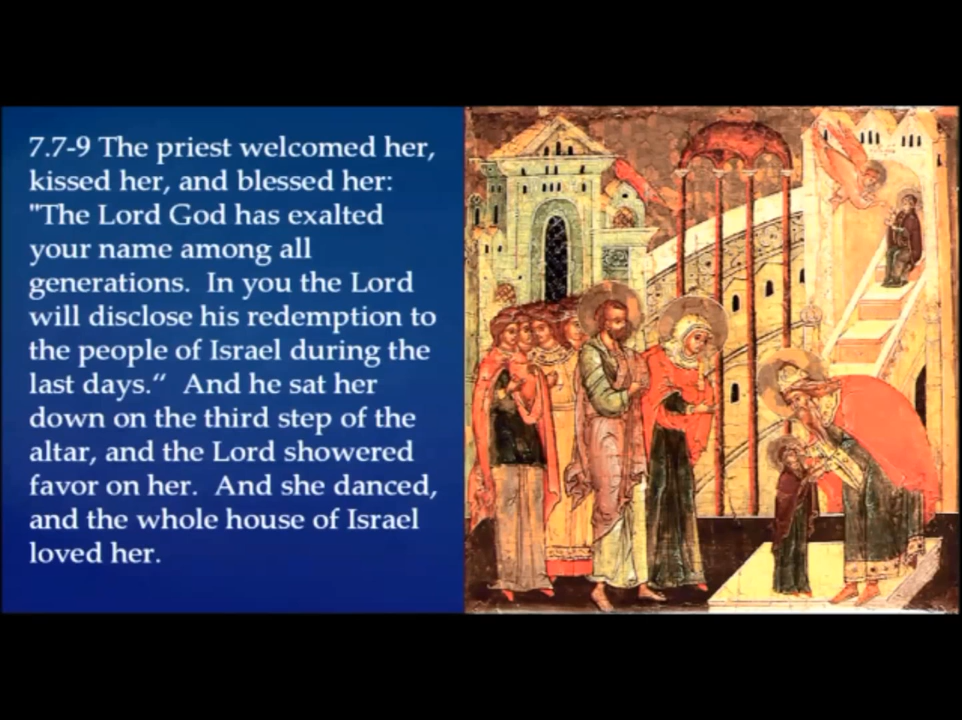 7.7-9 The priest welcomed her,
kissed her, and blessed her:
"The Lord God has exalted
your name among all
generations.  In you the Lord
will disclose his redemption to
the people of Israel during the
last days.“  And he sat her
down on the third step of the
altar, and the Lord showered
favor on her.  And she danced,
and the whole house of Israel
loved her.